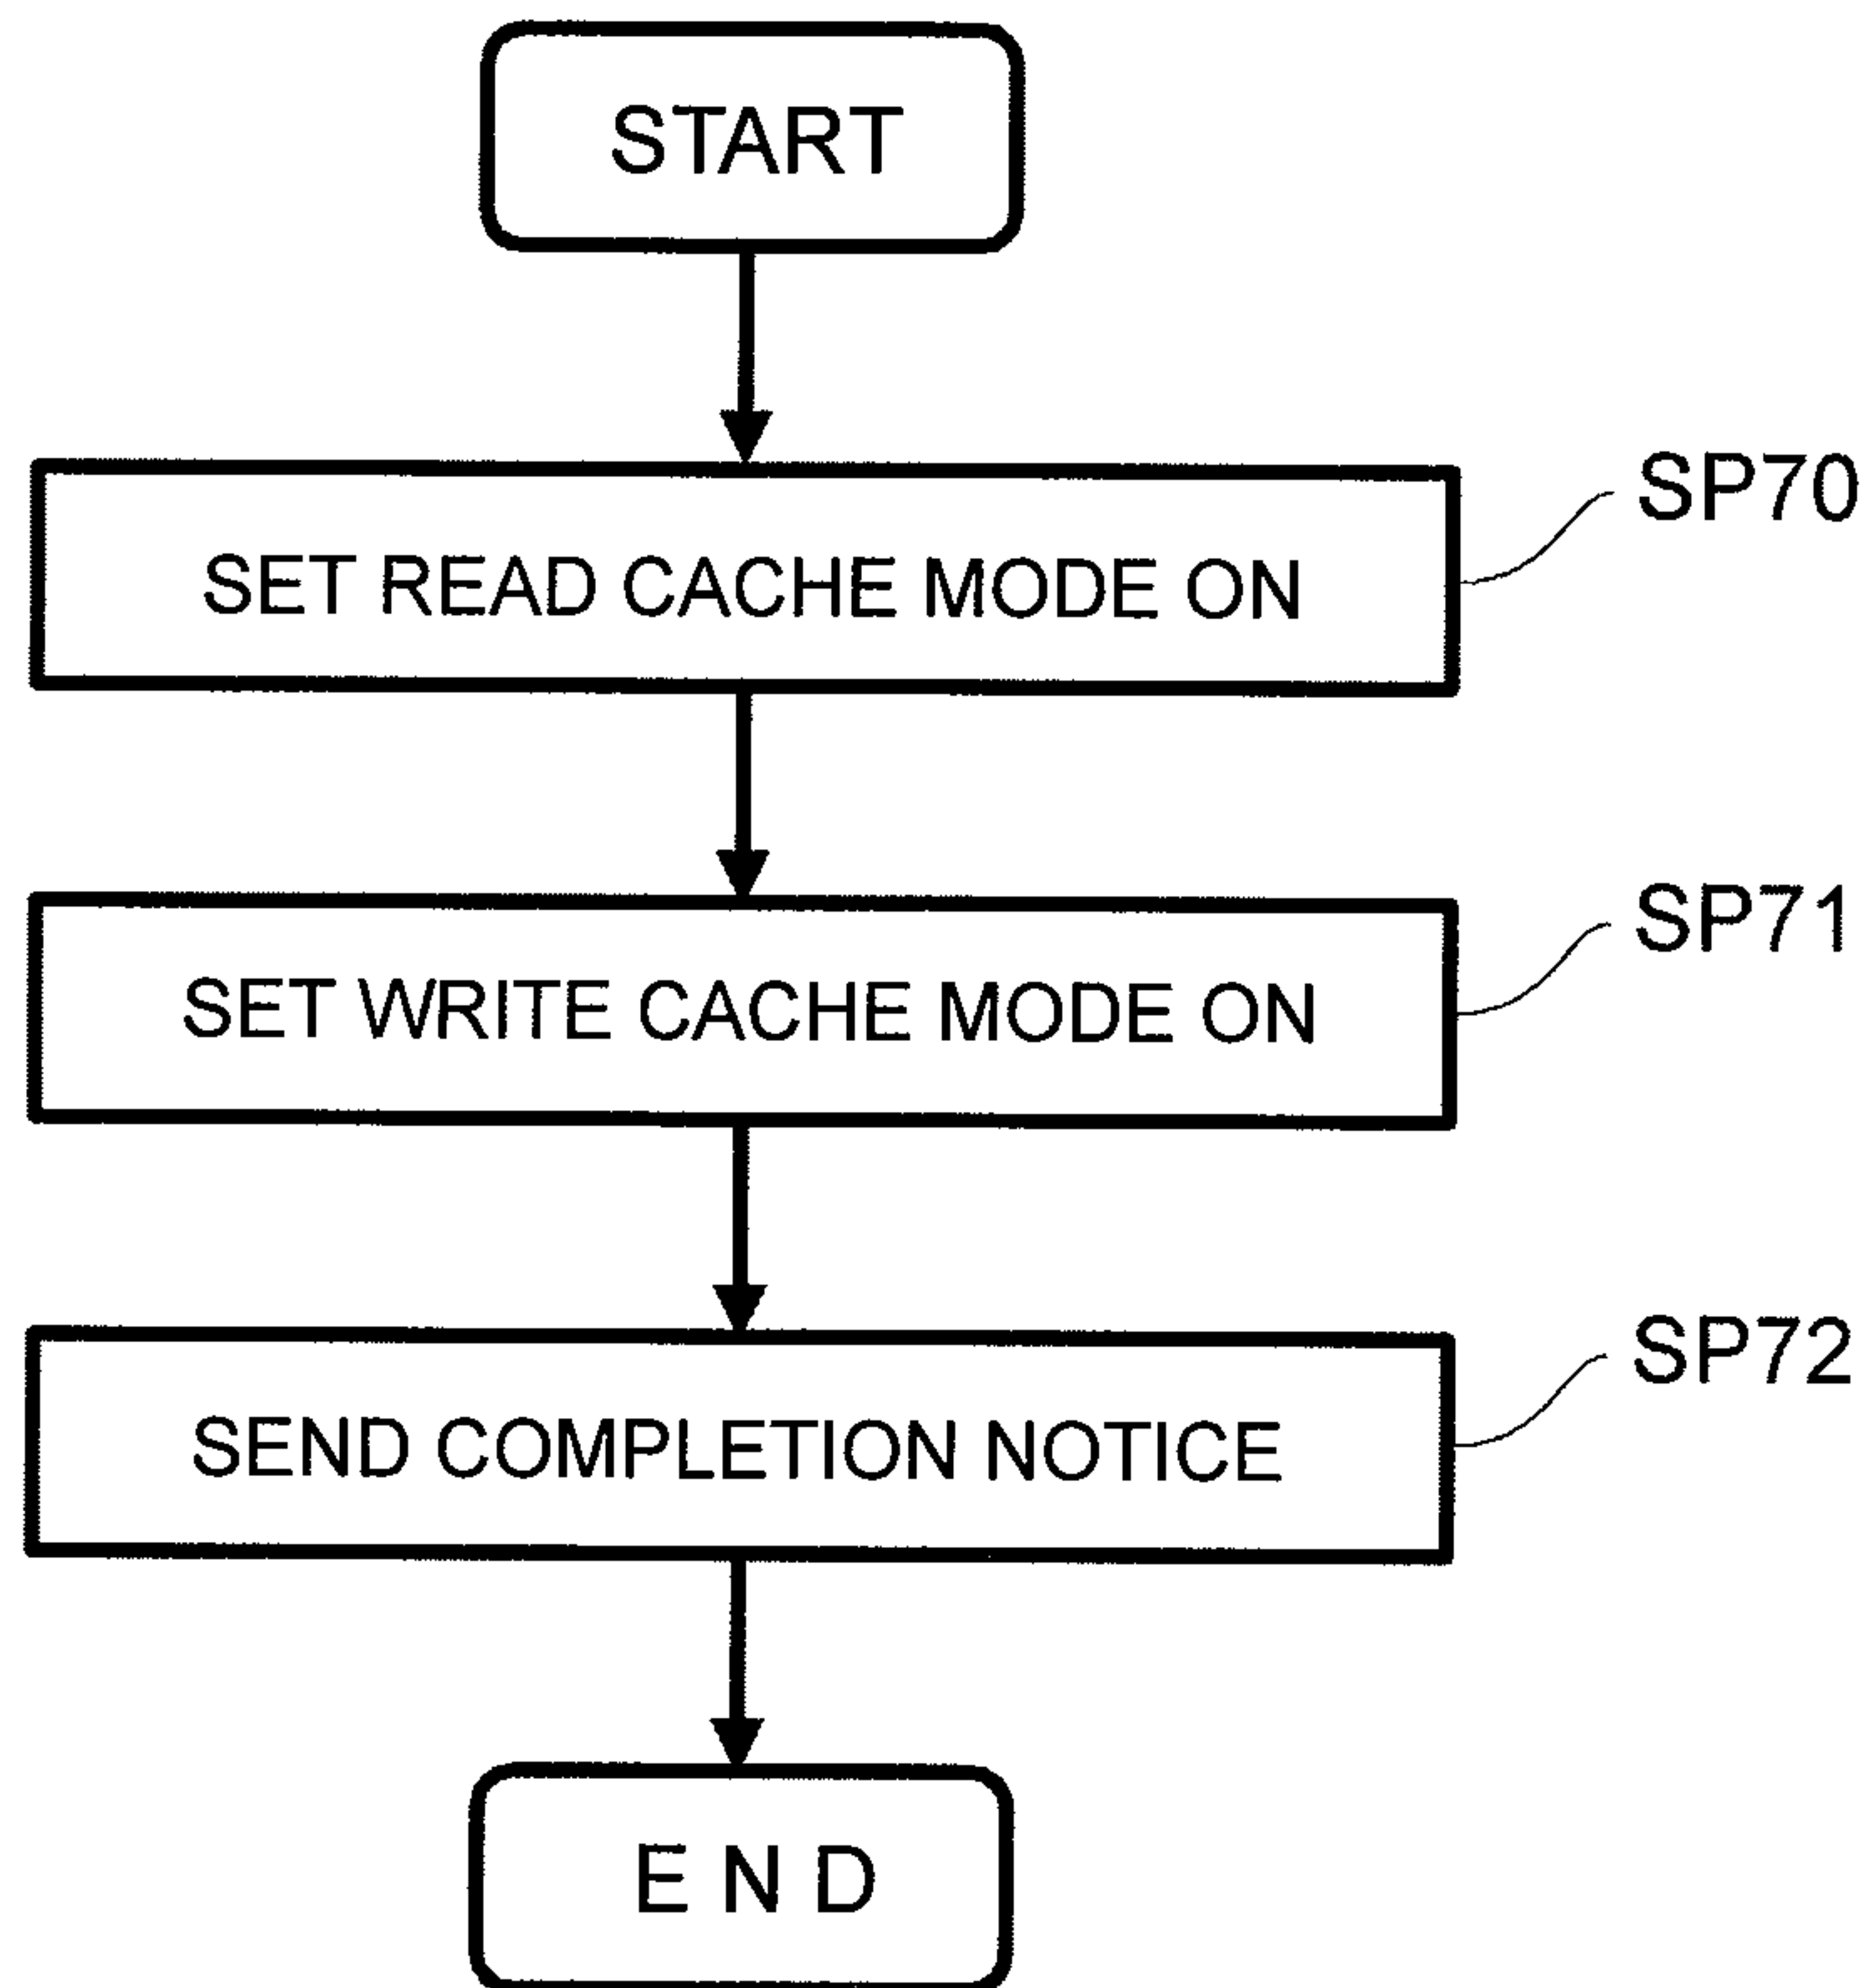 START
SP70
SET READ CACHE MODE ON
SP71
SET WRITE CACHE MODE ON
SP72
SEND COMPLETION NOTICE
E N D